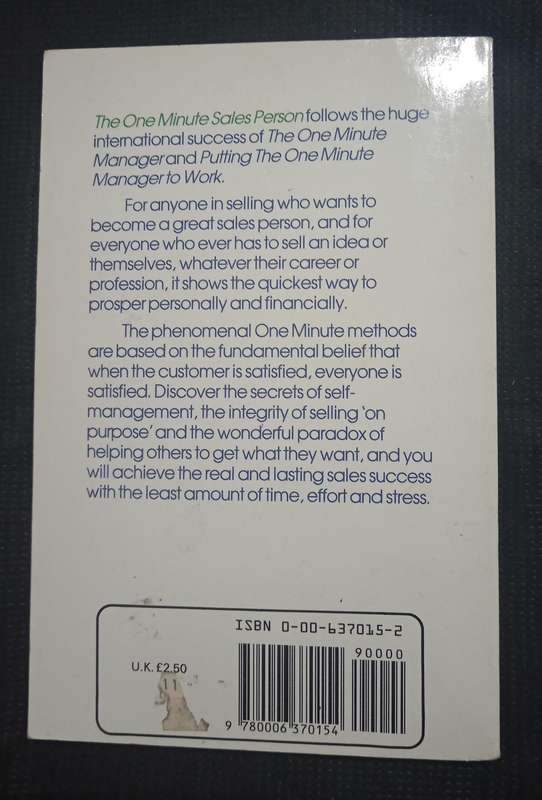 The One Minute Sales Person follows the huge
international success of The One Minute
Manager and Putting The One Minute
Manager to Work.
For anyone in selling who wants to
become a great sales person, and for
everyone who ever has to sell an idea or
themselves, whatever their career or
profession, it shows the quickest way to
prosper personally and financially.
The phenomenal One Minute methods
are based on the fundamental belief that
when the customer is satisfied, everyone is
satisfied. Discover the secrets of self-
management, the integrity of selling ‘on
purpose’ and the wonderful paradox of
helping others to get what they want, and you
will achieve the real and lasting sales success
with the least amount of time, effort and stress.
ISBN 0-00-637015-2
90000
U.K. £2.50
11
9 780006 370154